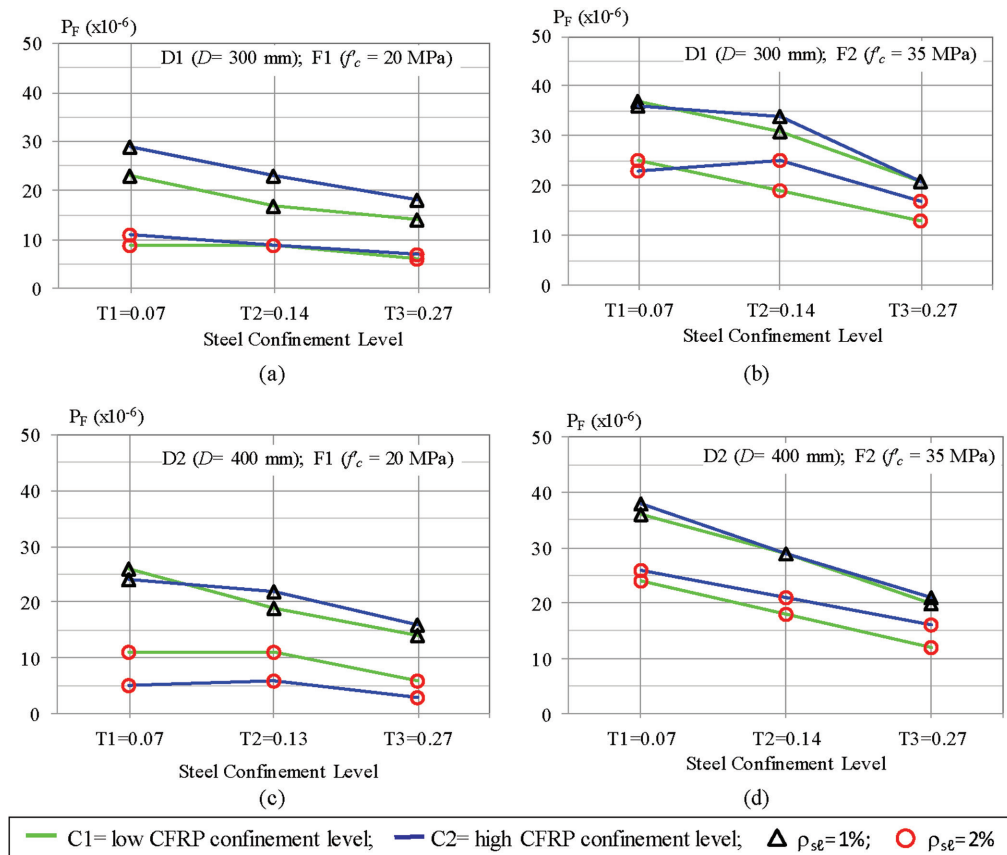 P_F (x10⁻⁶)
D1 (D= 300 mm); F1 (f'c = 20 MPa)
50
40
30
20
10
0
T1=0.07 T2=0.14 T3=0.27
Steel Confinement Level
(a)
P_F (x10⁻⁶)
D1 (D= 300 mm); F2 (f'c = 35 MPa)
50
40
30
20
10
0
T1=0.07 T2=0.14 T3=0.27
Steel Confinement Level
(b)
P_F (x10⁻⁶)
D2 (D= 400 mm); F1 (f'c = 20 MPa)
50
40
30
20
10
0
T1=0.07 T2=0.13 T3=0.27
Steel Confinement Level
(c)
P_F (x10⁻⁶)
D2 (D= 400 mm); F2 (f'c = 35 MPa)
50
40
30
20
10
0
T1=0.07 T2=0.14 T3=0.27
Steel Confinement Level
(d)
C1= low CFRP confinement level; C2= high CFRP confinement level; ρsℓ=1%; ρsℓ=2%